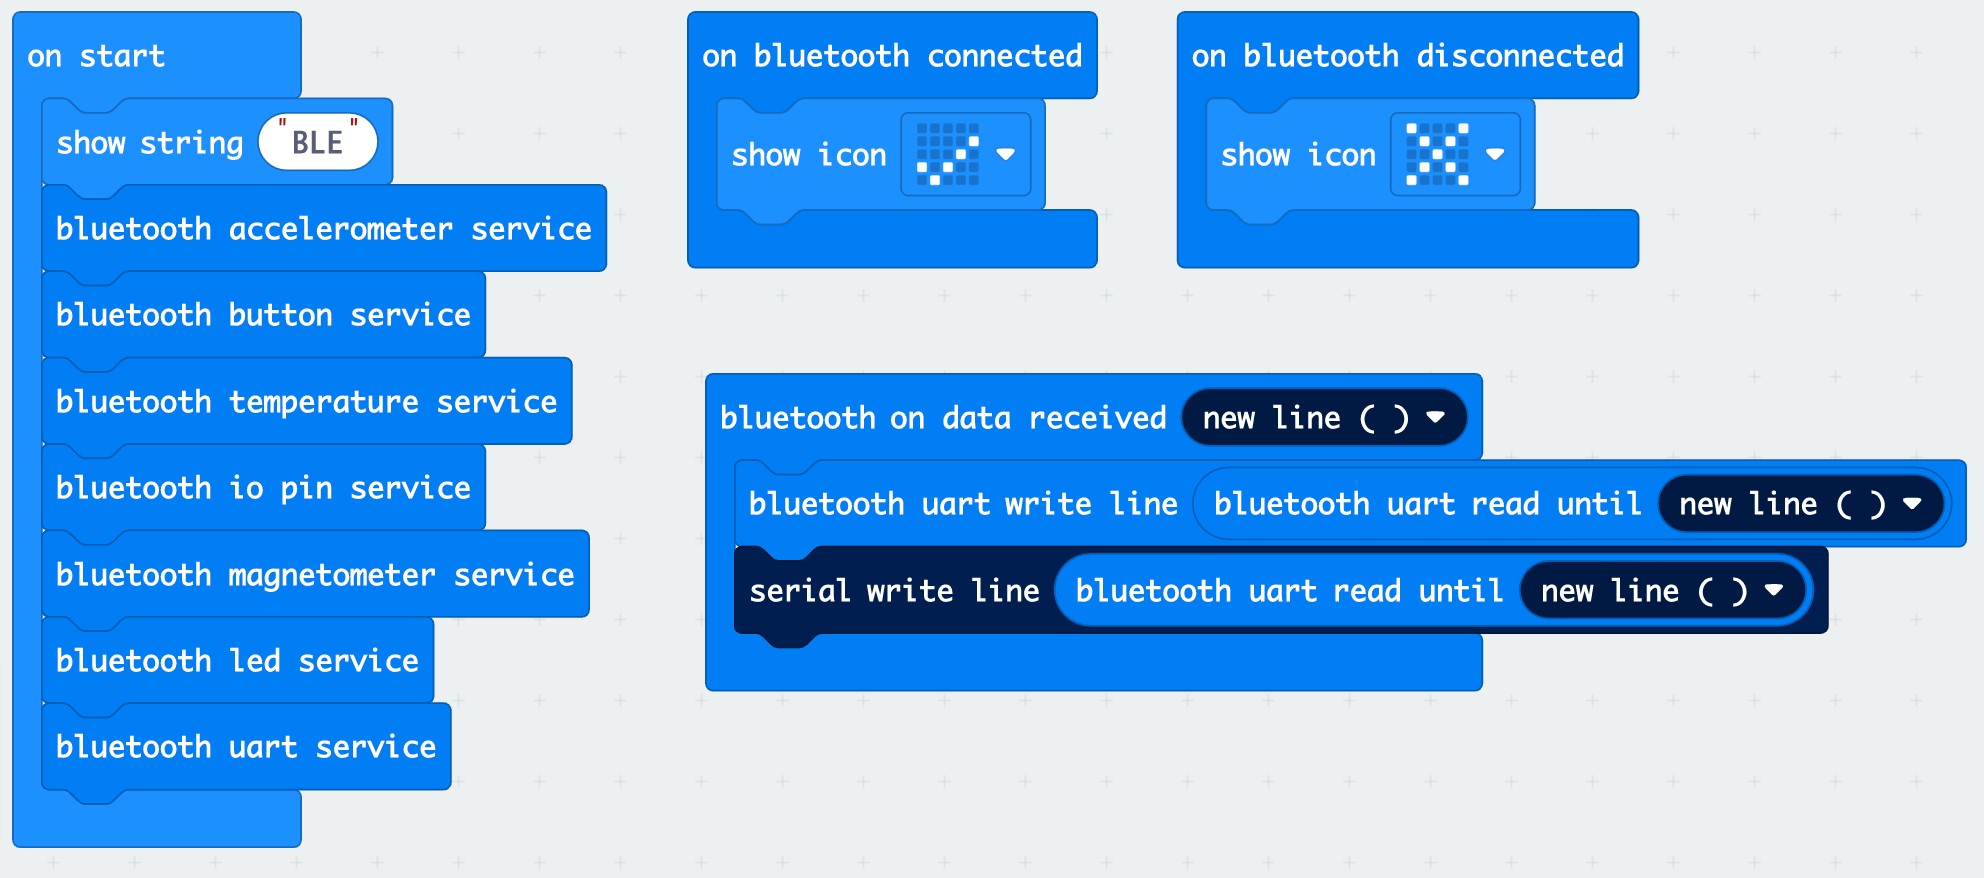 on start
show string "BLE"
bluetooth accelerometer service
bluetooth button service
bluetooth temperature service
bluetooth io pin service
bluetooth magnetometer service
bluetooth led service
bluetooth uart service
on bluetooth connected
show icon
on bluetooth disconnected
show icon
bluetooth on data received new line ( )
bluetooth uart write line bluetooth uart read until new line ( )
serial write line bluetooth uart read until new line ( )